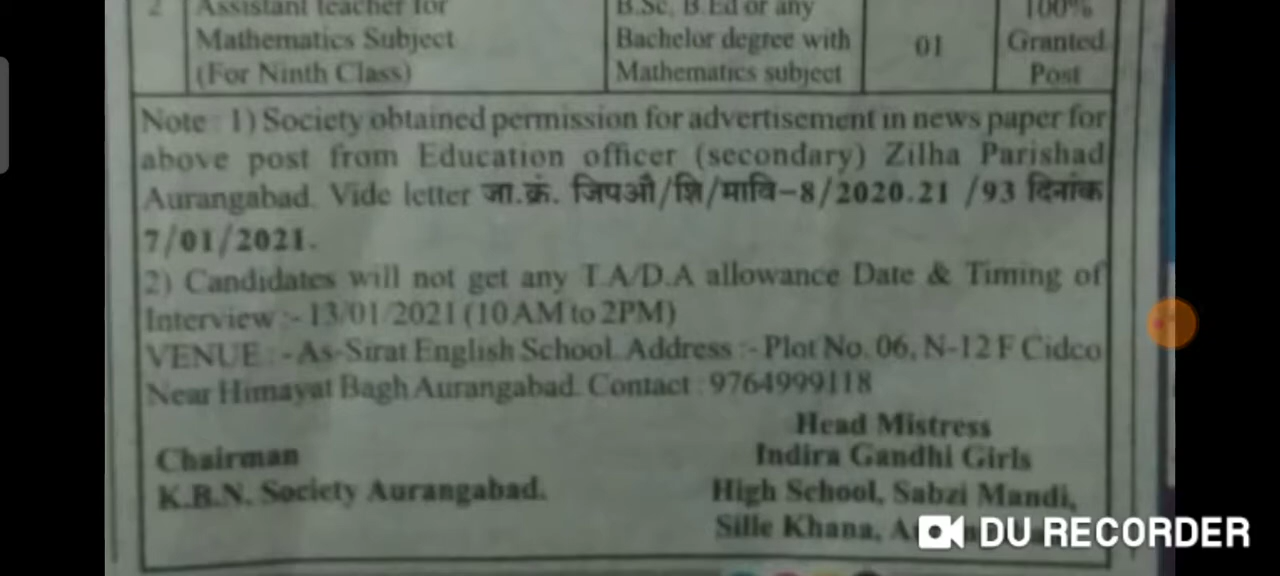 2 Assistant teacher for B.Sc, B.Ed or any 100%
Mathematics Subject Bachelor degree with 01 Granted
(For Ninth Class) Mathematics subject Post
Note : 1) Society obtained permission for advertisement in news paper for
above post from Education officer (secondary) Zilha Parishad
Aurangabad. Vide letter जा.क्रं. जिपऔ/शि/मावि-8/2020.21 /93 दिनांक
7/01/2021.
2) Candidates will not get any T.A/D.A allowance Date & Timing of
Interview :- 13/01/2021 (10 AM to 2PM)
VENUE :- As-Sirat English School. Address :- Plot No. 06, N-12 F Cidco
Near Himayat Bagh Aurangabad. Contact : 9764999118
Head Mistress
Chairman Indira Gandhi Girls
K.B.N. Society Aurangabad. High School, Sabzi Mandi,
Sille Khana,
DU RECORDER